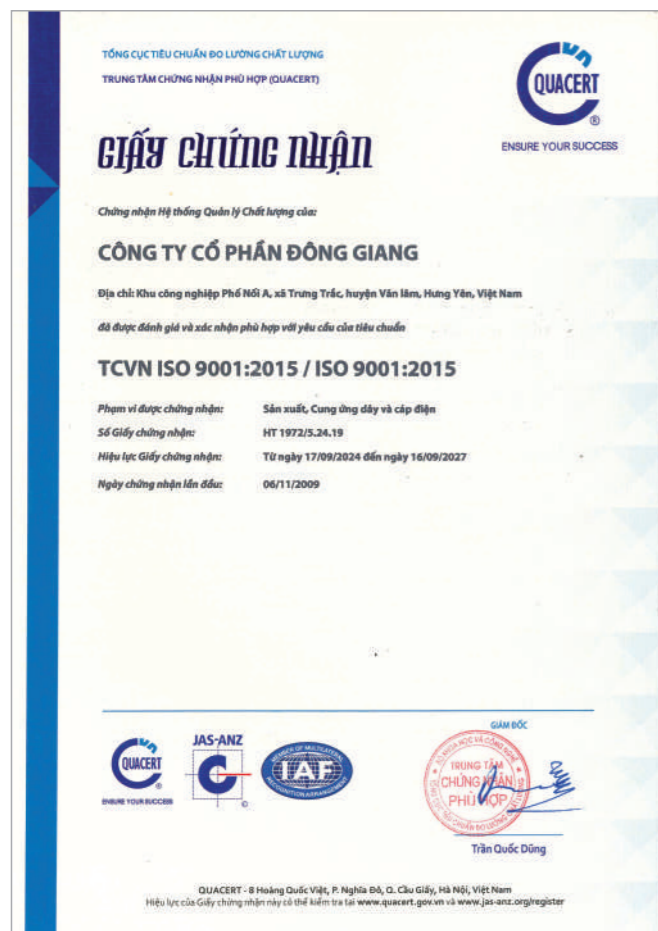 TỔNG CỤC TIÊU CHUẨN ĐO LƯỜNG CHẤT LƯỢNG
TRUNG TÂM CHỨNG NHẬN PHÙ HỢP (QUACERT)
QUACERT
®
ENSURE YOUR SUCCESS
GIẤY CHỨNG NHẬN
Chứng nhận Hệ thống Quản lý Chất lượng của:
CÔNG TY CỔ PHẦN ĐÔNG GIANG
Địa chỉ: Khu công nghiệp Phố Nối A, xã Trưng Trắc, huyện Văn lâm, Hưng Yên, Việt Nam
đã được đánh giá và xác nhận phù hợp với yêu cầu của tiêu chuẩn
TCVN ISO 9001:2015 / ISO 9001:2015
Phạm vi được chứng nhận: Sản xuất, Cung ứng dây và cáp điện
Số Giấy chứng nhận: HT 1972/5.24.19
Hiệu lực Giấy chứng nhận: Từ ngày 17/09/2024 đến ngày 16/09/2027
Ngày chứng nhận lần đầu: 06/11/2009
GIÁM ĐỐC
QUACERT
ENSURE YOUR SUCCESS
JAS-ANZ
©
MEMBER OF MULTILATERAL
IAF
RECOGNITION ARRANGEMENT
TRUNG TÂM
CHỨNG NHẬN
PHÙ HỢP
Trần Quốc Dũng
QUACERT - 8 Hoàng Quốc Việt, P. Nghĩa Đô, Q. Cầu Giấy, Hà Nội, Việt Nam
Hiệu lực của Giấy chứng nhận này có thể kiểm tra tại www.quacert.gov.vn và www.jas-anz.org/register